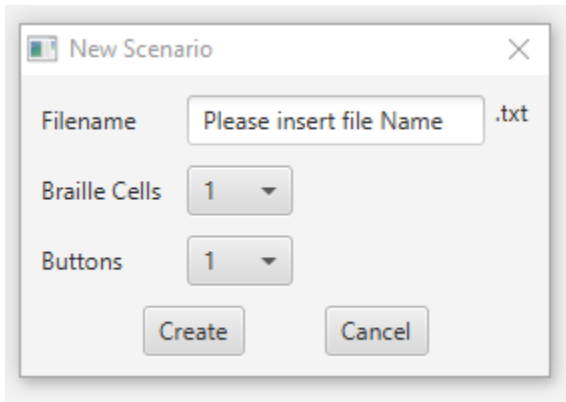 New Scenario
Filename Please insert file Name .txt
Braille Cells 1
Buttons 1
Create Cancel